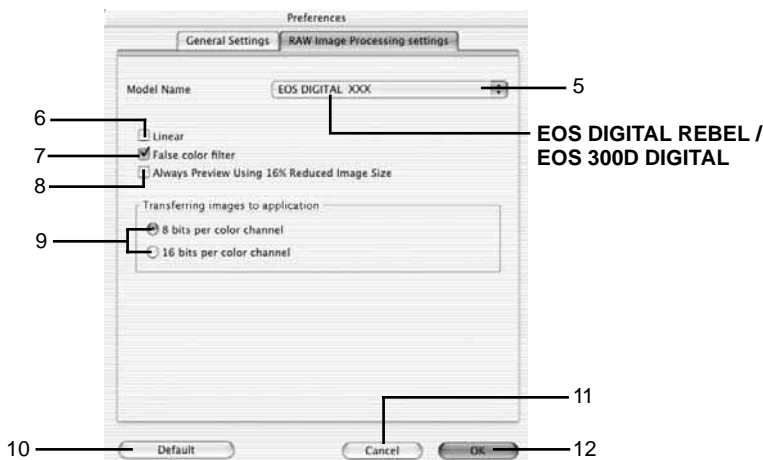 Preferences
General Settings
RAW Image Processing settings
Model Name
EOS DIGITAL XXX
5
EOS DIGITAL REBEL /
EOS 300D DIGITAL
6
Linear
7
False color filter
8
Always Preview Using 16% Reduced Image Size
Transferring images to application
9
8 bits per color channel
16 bits per color channel
11
10
Default
Cancel
OK
12